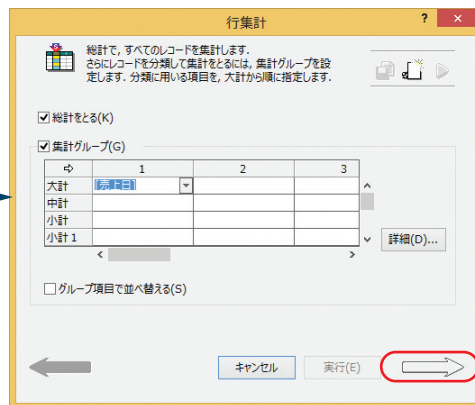 行集計
? ×
総計で, すべてのレコードを集計します.
さらにレコードを分類して集計をとるには, 集計グループを設
定します. 分類に用いる項目を, 大計から順に指定します.
総計をとる(K)
集計グループ(G)
1 2 3
大計 [売上日]
中計
小計
小計 1
詳細(D)...
グループ項目で並べ替える(S)
キャンセル 実行(E)